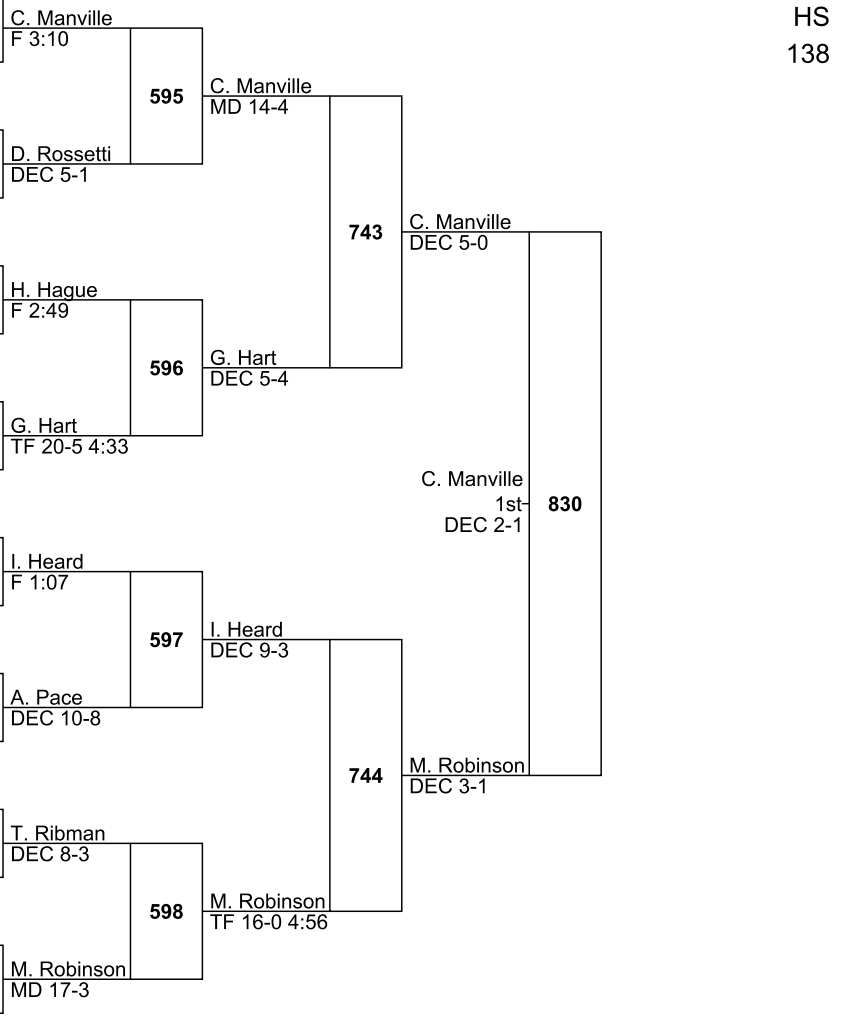 HS
138
C. Manville
F 3:10
595
D. Rossetti
DEC 5-1
C. Manville
MD 14-4
H. Hague
F 2:49
596
G. Hart
TF 20-5 4:33
G. Hart
DEC 5-4
743
C. Manville
DEC 5-0
I. Heard
F 1:07
597
A. Pace
DEC 10-8
I. Heard
DEC 9-3
T. Ribman
DEC 8-3
598
M. Robinson
MD 17-3
M. Robinson
TF 16-0 4:56
744
M. Robinson
DEC 3-1
C. Manville
1st
DEC 2-1
830